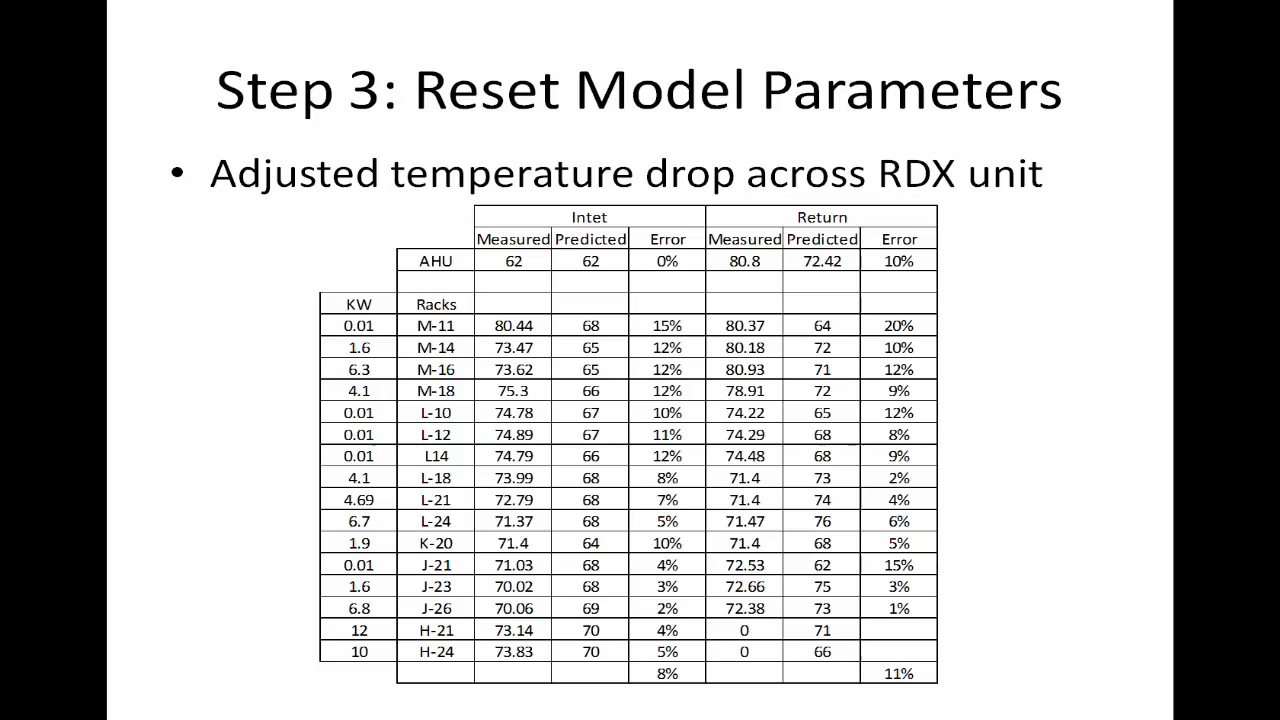 Step 3: Reset Model Parameters
• Adjusted temperature drop across RDX unit
Intet Return
Measured Predicted Error Measured Predicted Error
AHU 62 62 0% 80.8 72.42 10%
KW Racks
0.01 M-11 80.44 68 15% 80.37 64 20%
1.6 M-14 73.47 65 12% 80.18 72 10%
6.3 M-16 73.62 65 12% 80.93 71 12%
4.1 M-18 75.3 66 12% 78.91 72 9%
0.01 L-10 74.78 67 10% 74.22 65 12%
0.01 L-12 74.89 67 11% 74.29 68 8%
0.01 L14 74.79 66 12% 74.48 68 9%
4.1 L-18 73.99 68 8% 71.4 73 2%
4.69 L-21 72.79 68 7% 71.4 74 4%
6.7 L-24 71.37 68 5% 71.47 76 6%
1.9 K-20 71.4 64 10% 71.4 68 5%
0.01 J-21 71.03 68 4% 72.53 62 15%
1.6 J-23 70.02 68 3% 72.66 75 3%
6.8 J-26 70.06 69 2% 72.38 73 1%
12 H-21 73.14 70 4% 0 71
10 H-24 73.83 70 5% 0 66
8% 11%